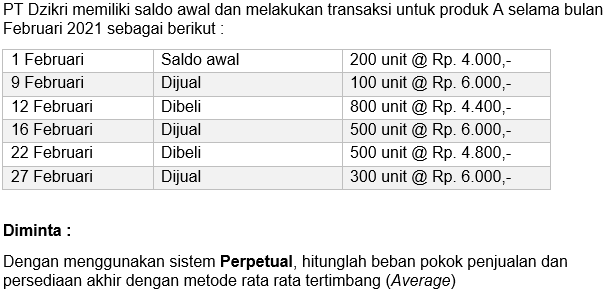 PT Dzikri memiliki saldo awal dan melakukan transaksi untuk produk A selama bulan
Februari 2021 sebagai berikut :
1 Februari Saldo awal 200 unit @ Rp. 4.000,-
9 Februari Dijual 100 unit @ Rp. 6.000,-
12 Februari Dibeli 800 unit @ Rp. 4.400,-
16 Februari Dijual 500 unit @ Rp. 6.000,-
22 Februari Dibeli 500 unit @ Rp. 4.800,-
27 Februari Dijual 300 unit @ Rp. 6.000,-
Diminta :
Dengan menggunakan sistem Perpetual, hitunglah beban pokok penjualan dan
persediaan akhir dengan metode rata rata tertimbang (Average)